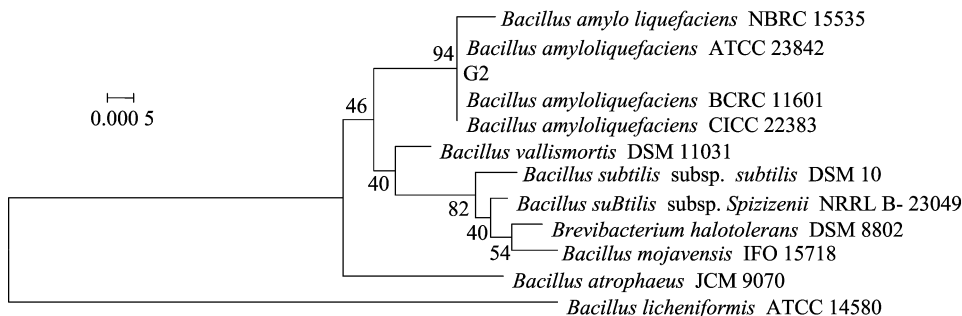 Bacillus amylo liquefaciens NBRC 15535
94
Bacillus amyloliquefaciens ATCC 23842
G2
46
Bacillus amyloliquefaciens BCRC 11601
0.000 5
Bacillus amyloliquefaciens CICC 22383
Bacillus vallismortis DSM 11031
40
Bacillus subtilis subsp. subtilis DSM 10
82
Bacillus suBtilis subsp. Spizizenii NRRL B- 23049
40
Brevibacterium halotolerans DSM 8802
54
Bacillus mojavensis IFO 15718
Bacillus atrophaeus JCM 9070
Bacillus licheniformis ATCC 14580